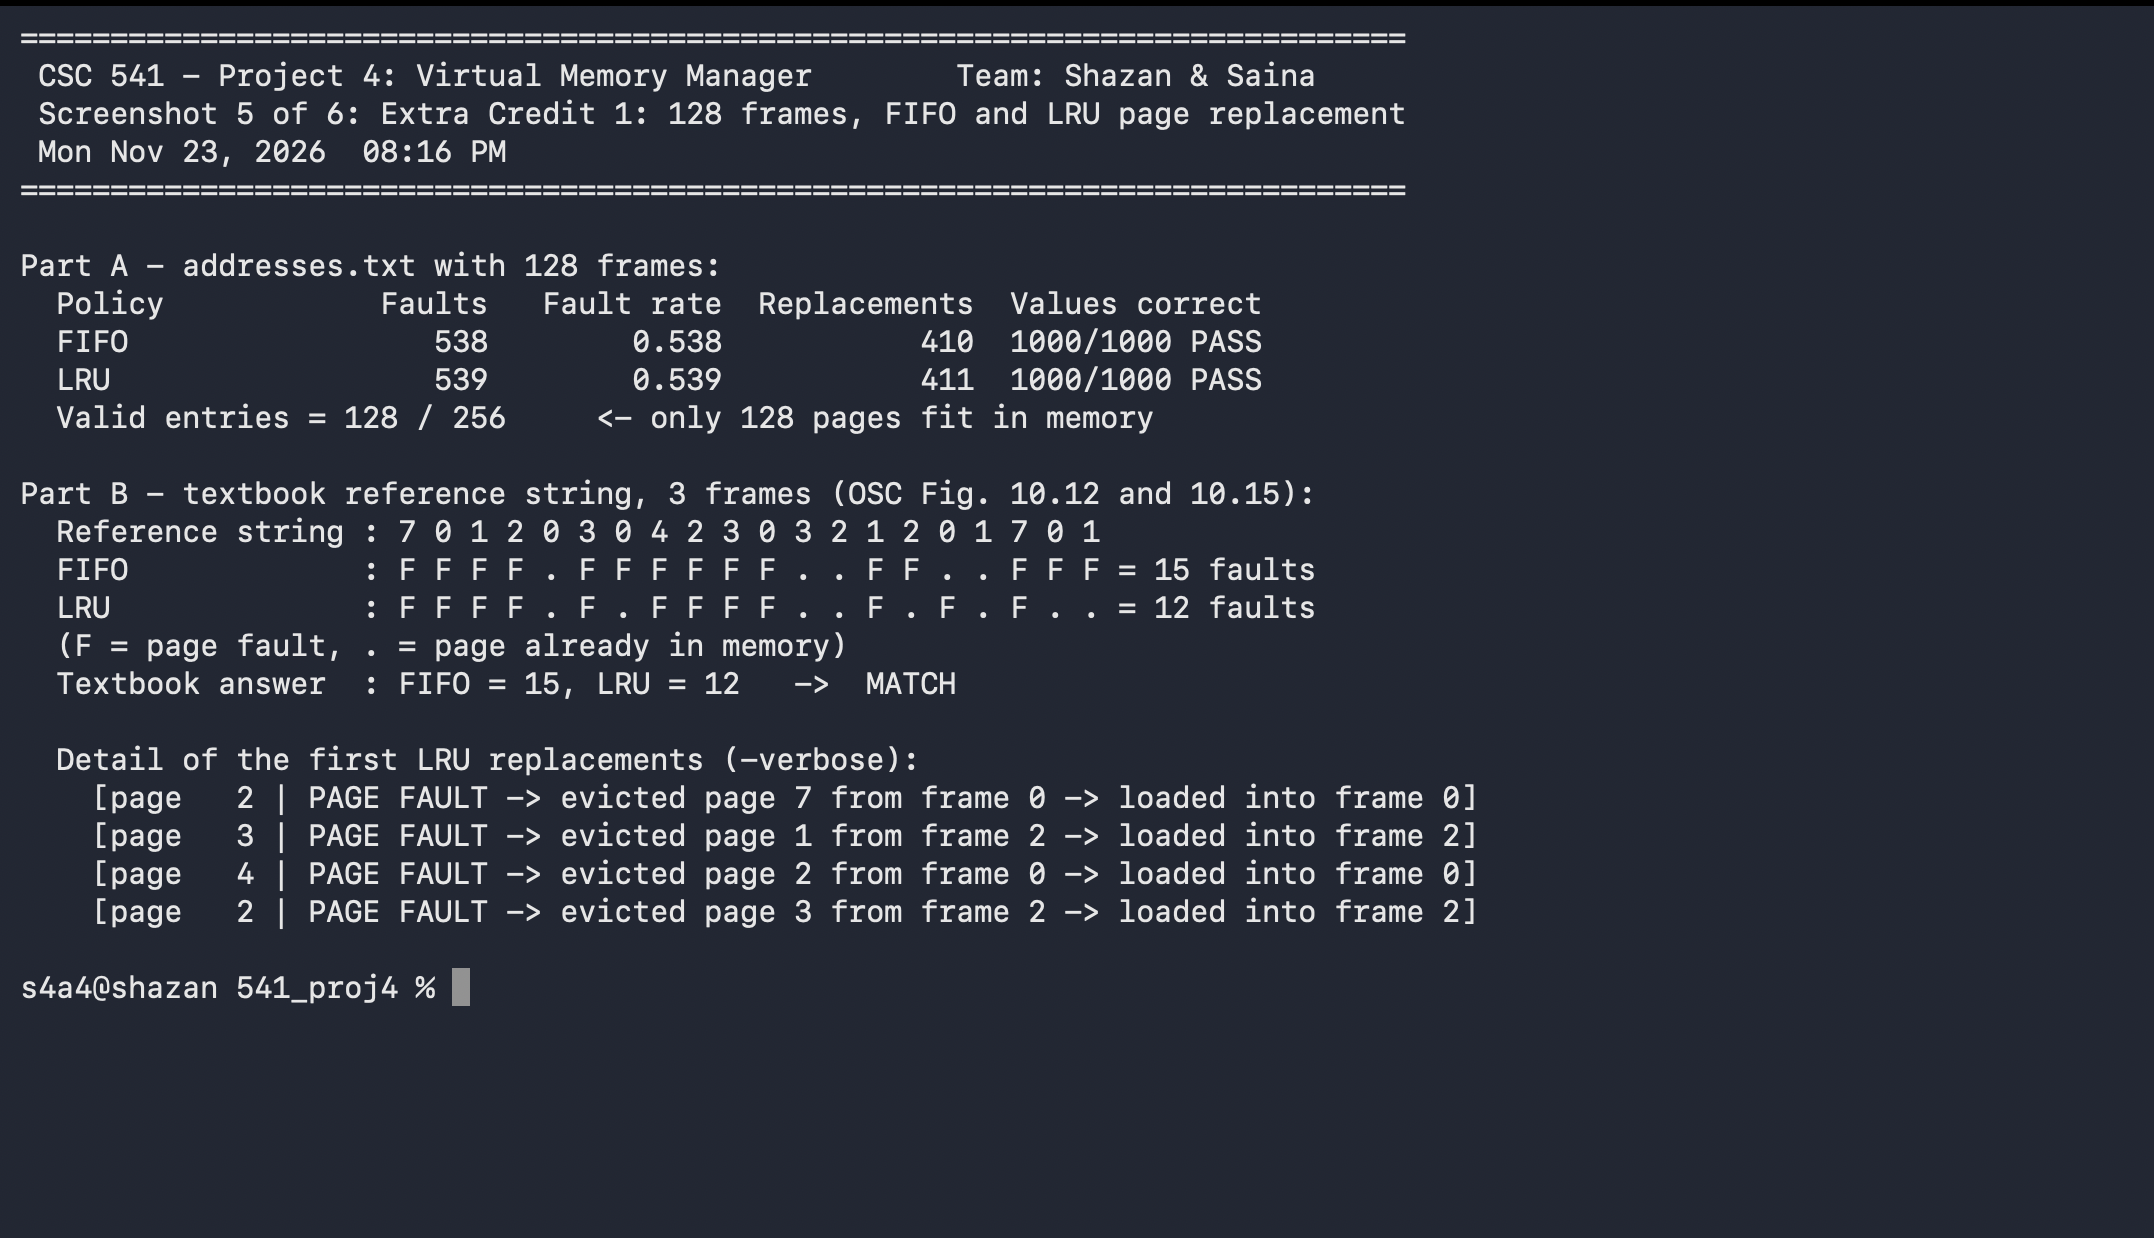 =============================================================================
CSC 541 – Project 4: Virtual Memory Manager        Team: Shazan & Saina
Screenshot 5 of 6: Extra Credit 1: 128 frames, FIFO and LRU page replacement
Mon Nov 23, 2026  08:16 PM
=============================================================================
Part A – addresses.txt with 128 frames:
  Policy            Faults   Fault rate  Replacements  Values correct
  FIFO                 538        0.538           410  1000/1000 PASS
  LRU                  539        0.539           411  1000/1000 PASS
  Valid entries = 128 / 256     <– only 128 pages fit in memory
Part B – textbook reference string, 3 frames (OSC Fig. 10.12 and 10.15):
  Reference string : 7 0 1 2 0 3 0 4 2 3 0 3 2 1 2 0 1 7 0 1
  FIFO             : F F F F . F F F F F F . . F F . . F F F = 15 faults
  LRU              : F F F F . F . F F F F . . F . F . F . . = 12 faults
  (F = page fault, . = page already in memory)
  Textbook answer  : FIFO = 15, LRU = 12   –>  MATCH
  Detail of the first LRU replacements (–verbose):
    [page   2 | PAGE FAULT –> evicted page 7 from frame 0 –> loaded into frame 0]
    [page   3 | PAGE FAULT –> evicted page 1 from frame 2 –> loaded into frame 2]
    [page   4 | PAGE FAULT –> evicted page 2 from frame 0 –> loaded into frame 0]
    [page   2 | PAGE FAULT –> evicted page 3 from frame 2 –> loaded into frame 2]
s4a4@shazan 541_proj4 %